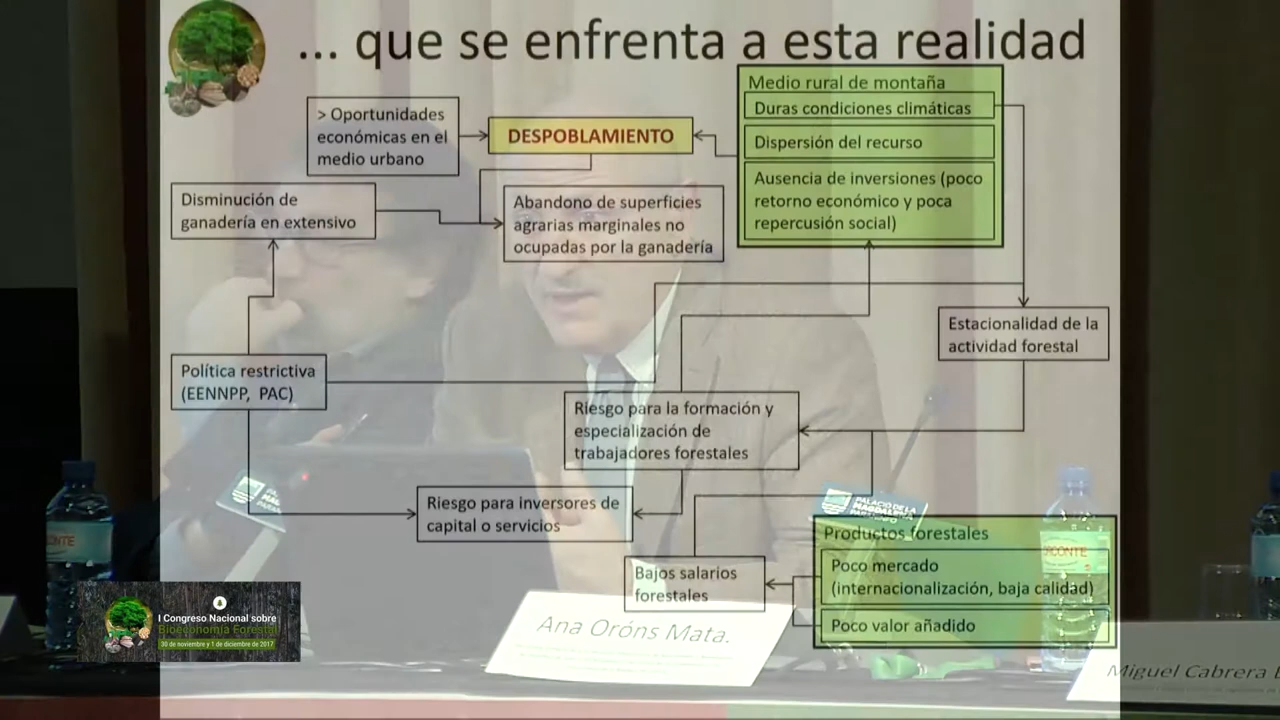 ... que se enfrenta a esta realidad
> Oportunidades
económicas en el
medio urbano
DESPOBLAMIENTO
Medio rural de montaña
Duras condiciones climáticas
Dispersión del recurso
Ausencia de inversiones (poco
retorno económico y poca
repercusión social)
Disminución de
ganadería en extensivo
Abandono de superficies
agrarias marginales no
ocupadas por la ganadería
Estacionalidad de la
actividad forestal
Política restrictiva
(EENNPP, PAC)
Riesgo para la formación y
especialización de
trabajadores forestales
Riesgo para inversores de
capital o servicios
PALACIO DE LA
MAGDALENA
Productos forestales
Poco mercado
(internacionalización, baja calidad)
Poco valor añadido
Bajos salarios
forestales
I Congreso Nacional sobre
Bioeconomía Forestal
30 de noviembre y 1 de diciembre de 2017
Ana Oróns Mata.
Miguel Cabrera